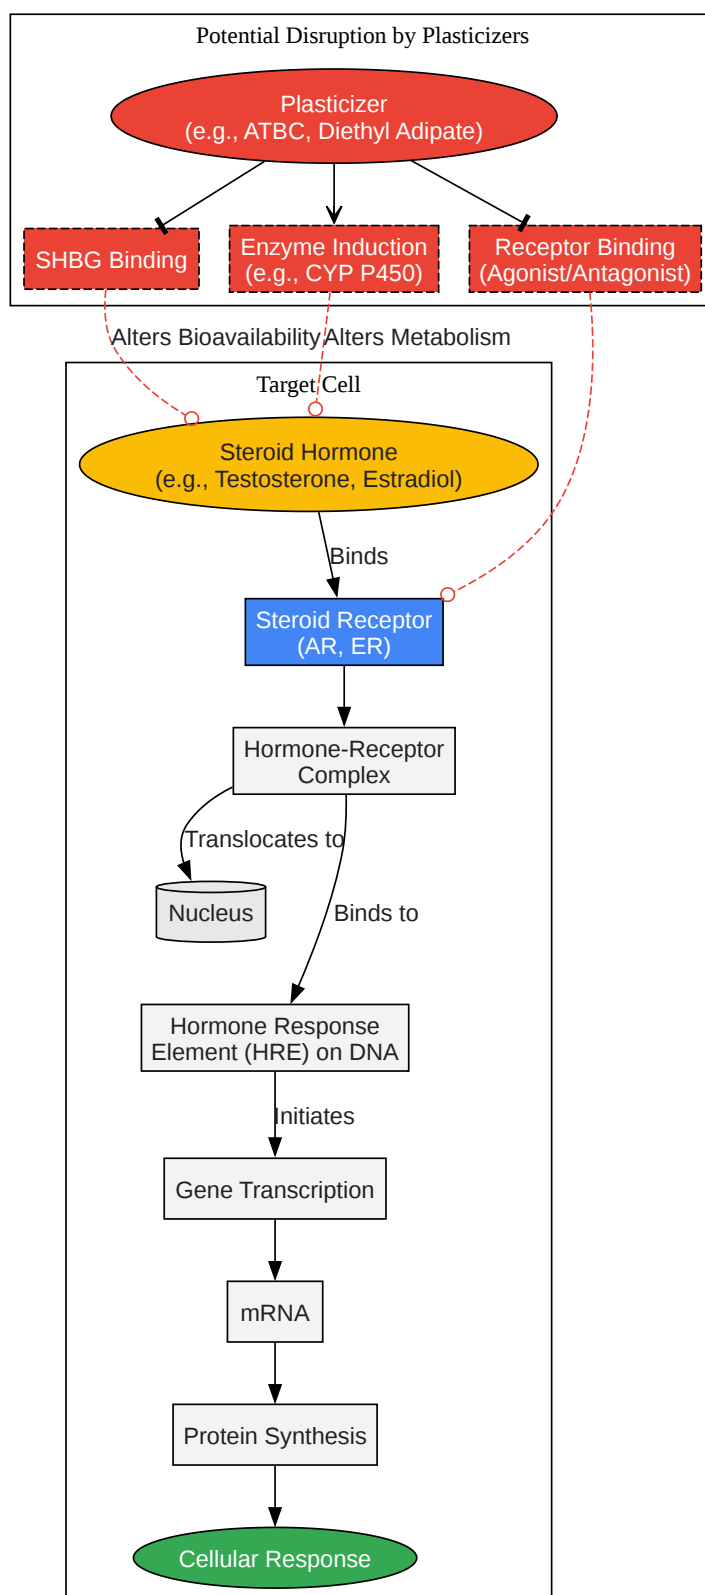 Potential Disruption by Plasticizers
Plasticizer
(e.g., ATBC, Diethyl Adipate)
SHBG Binding
Enzyme Induction
(e.g., CYP P450)
Receptor Binding
(Agonist/Antagonist)
Alters Bioavailability
Alters Metabolism
Target Cell
Steroid Hormone
(e.g., Testosterone, Estradiol)
Binds
Steroid Receptor
(AR, ER)
Hormone-Receptor
Complex
Translocates to
Nucleus
Binds to
Hormone Response
Element (HRE) on DNA
Initiates
Gene Transcription
mRNA
Protein Synthesis
Cellular Response